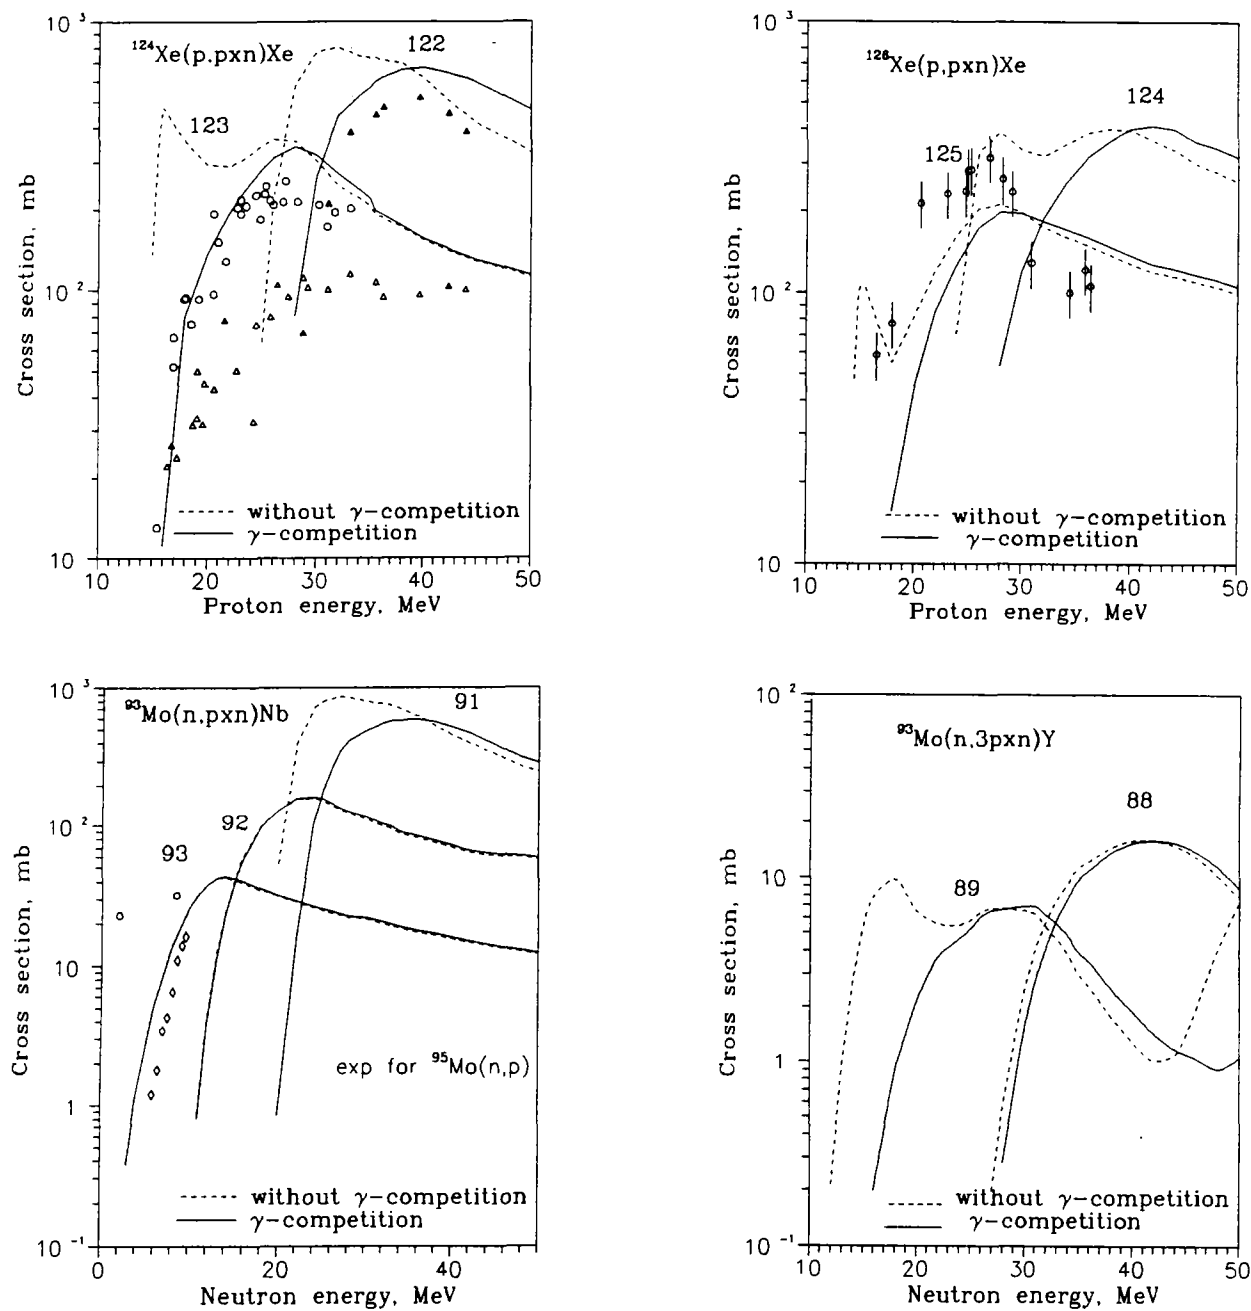 10³
¹²⁴Xe(p,pxn)Xe
122
123
10²
Cross section, mb
without γ-competition
γ-competition
10
10 20 30 40 50
Proton energy, MeV
10³
¹²⁶Xe(p,pxn)Xe
124
125
10²
Cross section, mb
without γ-competition
γ-competition
10
10 20 30 40 50
Proton energy, MeV
10³
⁹³Mo(n,pxn)Nb
91
92
93
10²
10
1
Cross section, mb
exp for ⁹⁵Mo(n,p)
without γ-competition
γ-competition
10⁻¹
0 20 40
Neutron energy, MeV
10²
⁹³Mo(n,3pxn)Y
88
89
10
1
Cross section, mb
without γ-competition
γ-competition
10⁻¹
10 20 30 40 50
Neutron energy, MeV